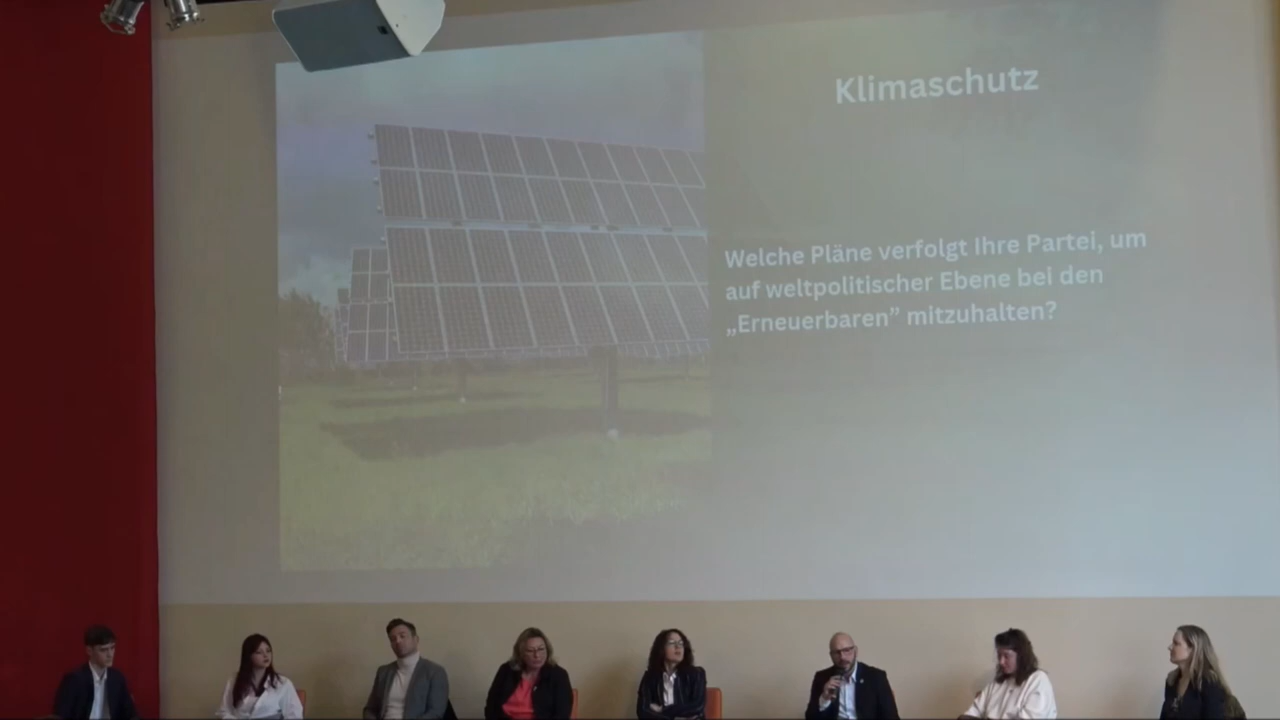 Klimaschutz
Welche Pläne verfolgt Ihre Partei, um
auf weltpolitischer Ebene bei den
„Erneuerbaren” mitzuhalten?